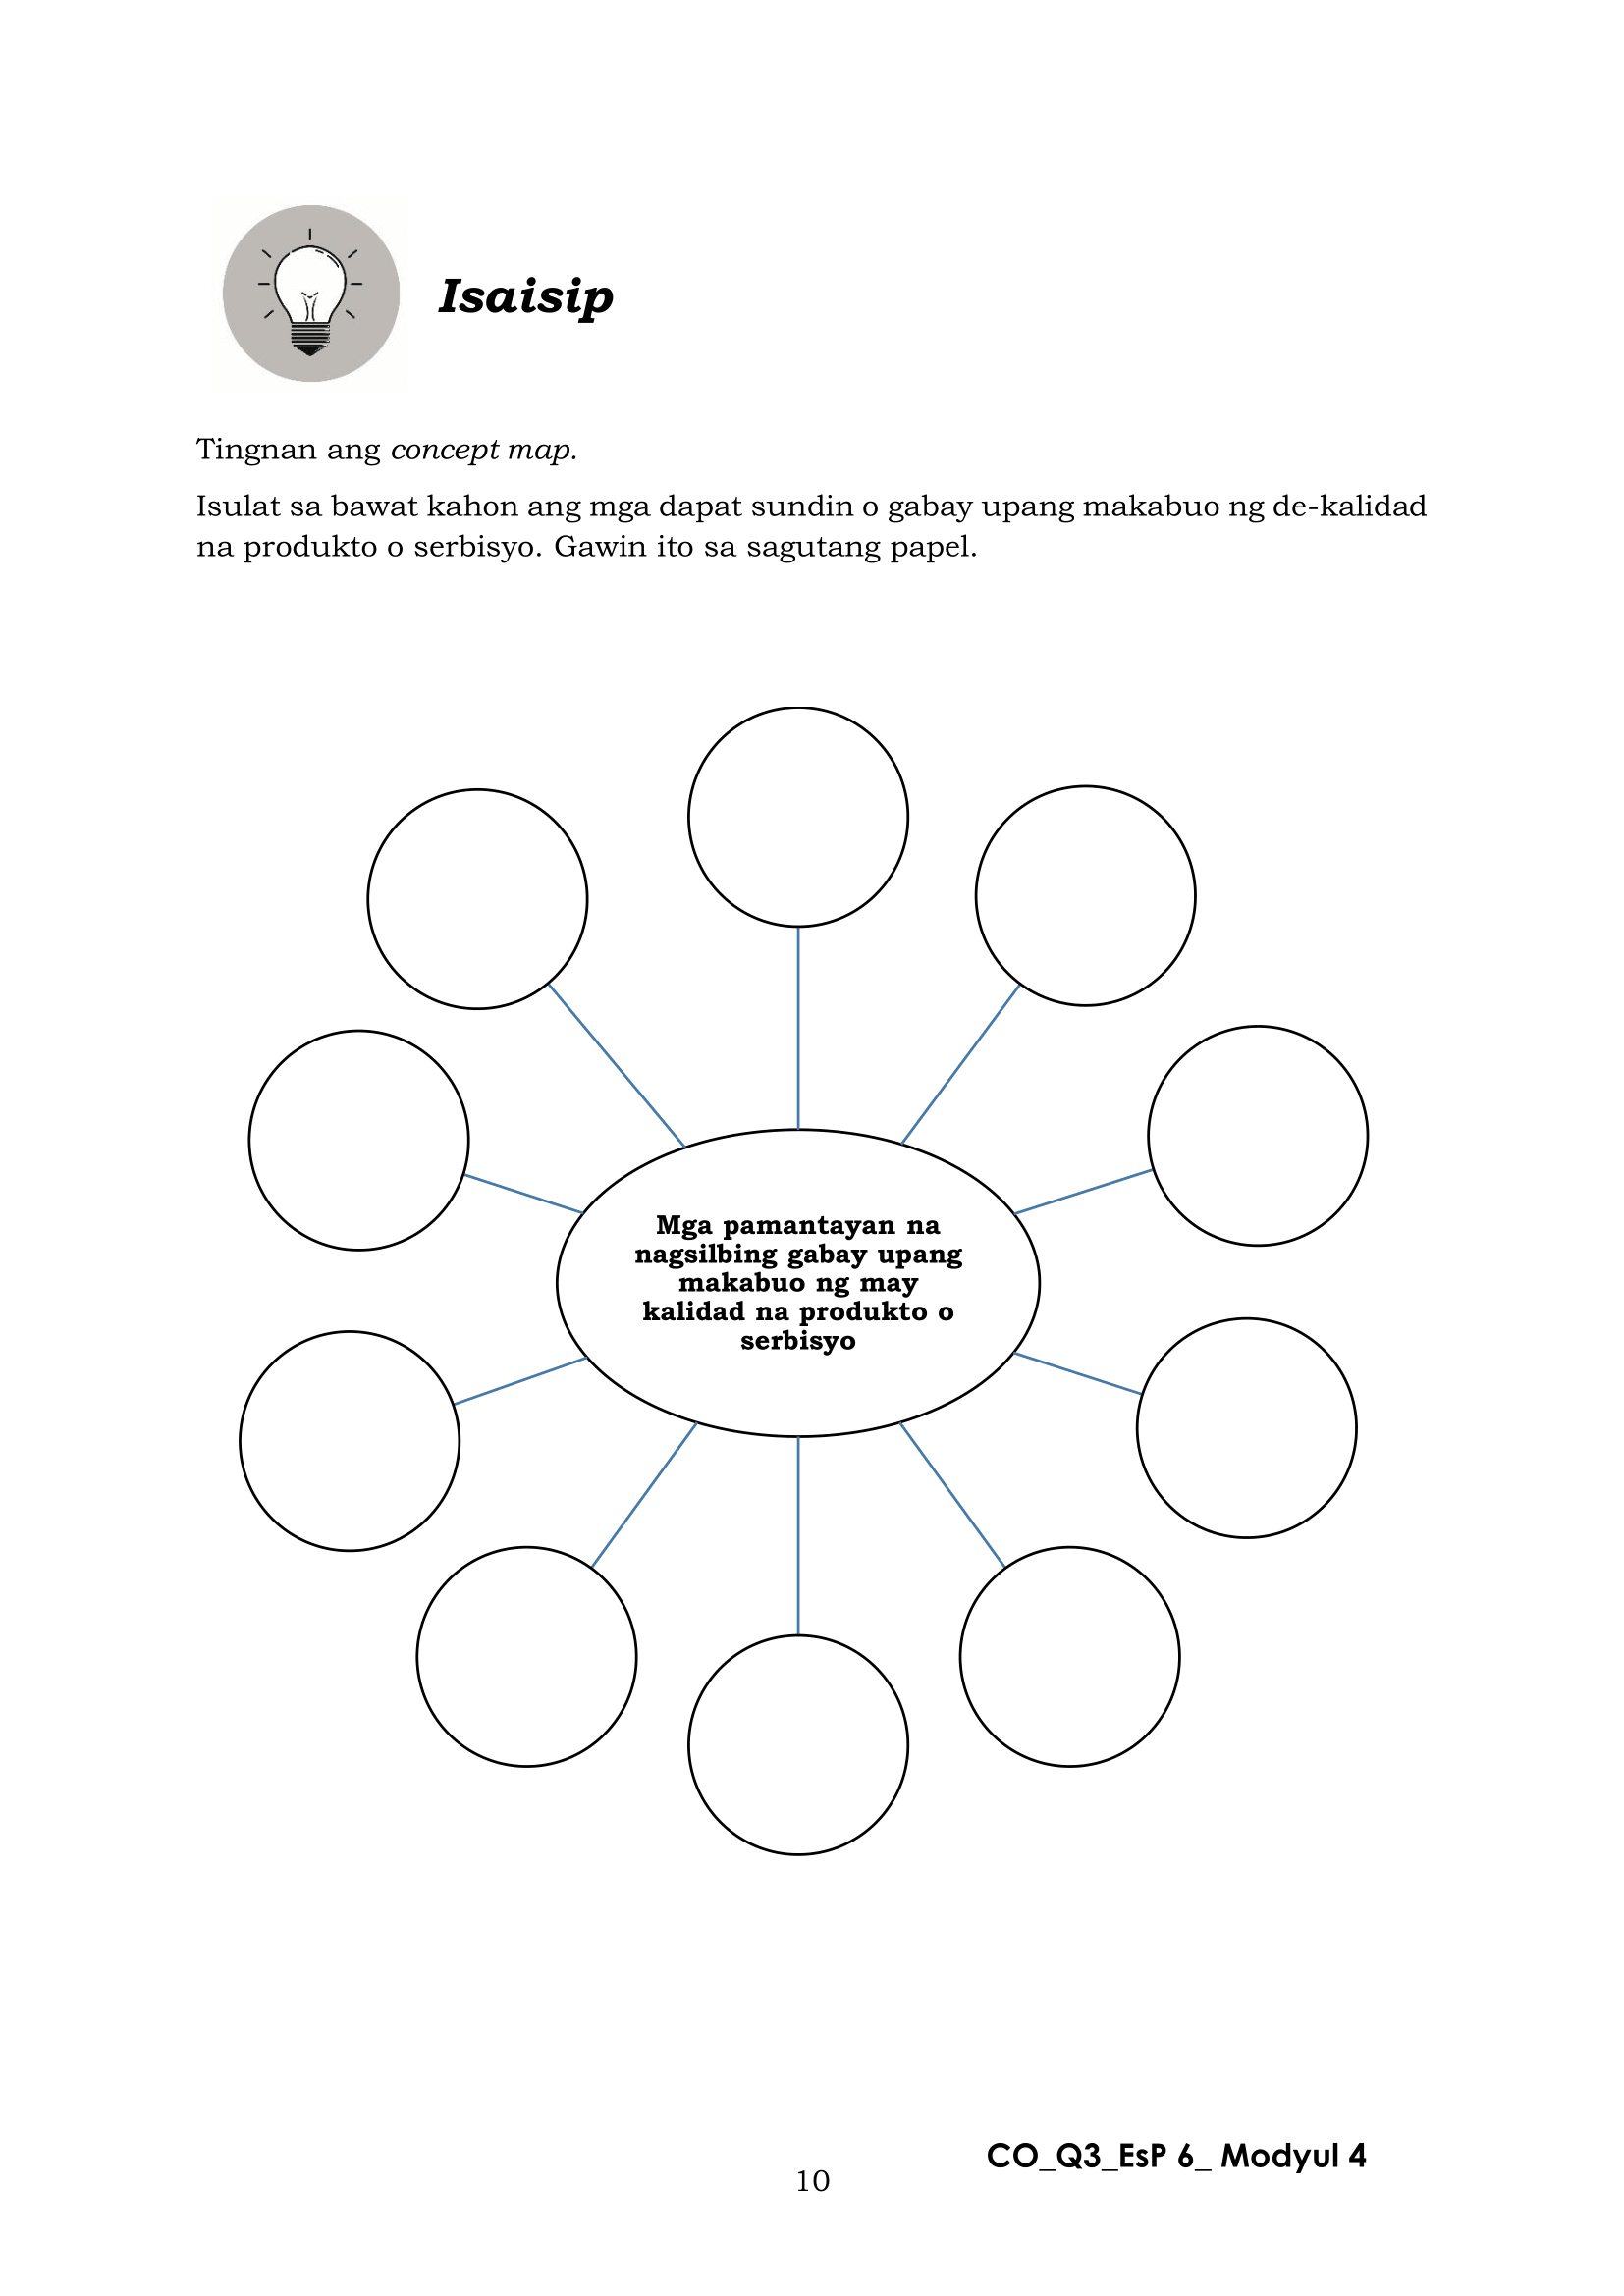 Isaisip
Tingnan ang concept map.
Isulat sa bawat kahon ang mga dapat sundin o gabay upang makabuo ng de-kalidad
na produkto o serbisyo. Gawin ito sa sagutang papel.
Mga pamantayan na
nagsilbing gabay upang
makabuo ng may
kalidad na produkto o
serbisyo
CO_Q3_EsP 6_ Modyul 4
10